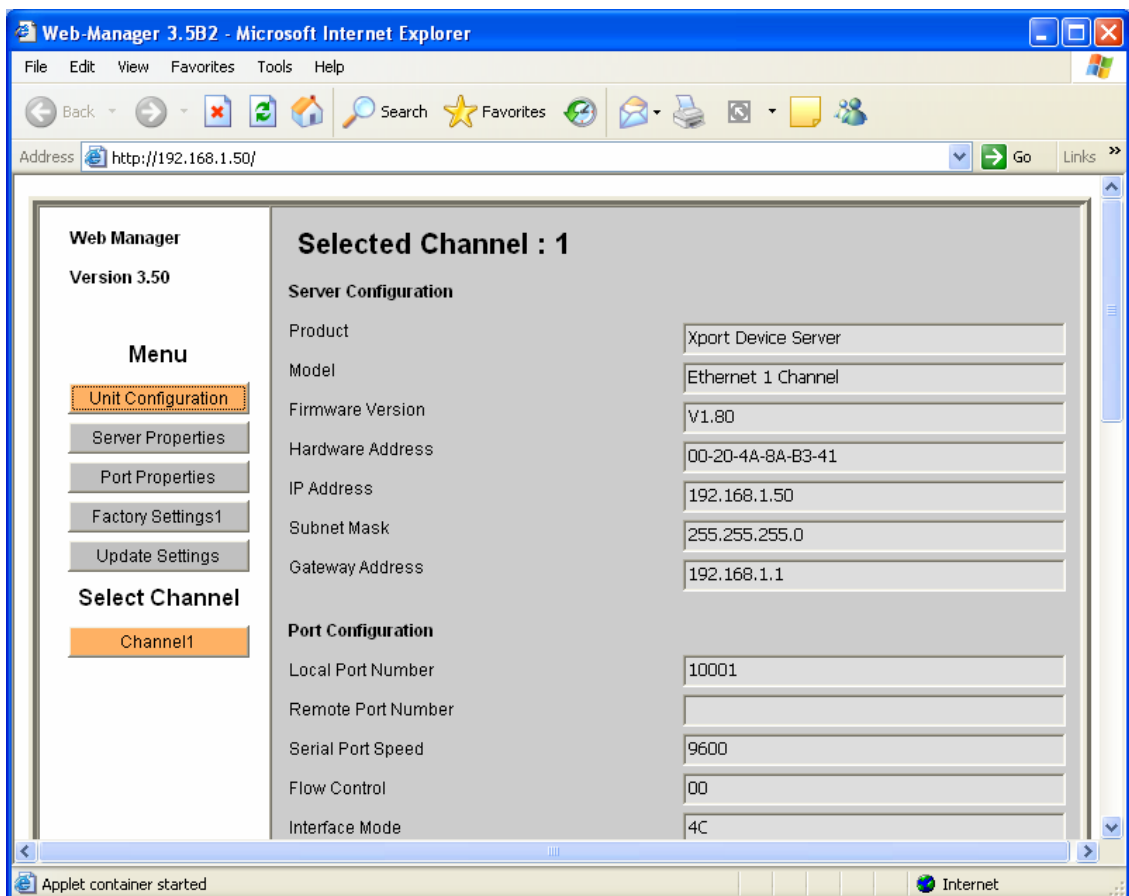 Web-Manager 3.5B2 - Microsoft Internet Explorer
File Edit View Favorites Tools Help
Back Search Favorites
Address http://192.168.1.50/ Go Links »
Web Manager
Version 3.50
Menu
Unit Configuration
Server Properties
Port Properties
Factory Settings1
Update Settings
Select Channel
Channel1
Selected Channel : 1
Server Configuration
Product Xport Device Server
Model Ethernet 1 Channel
Firmware Version V1.80
Hardware Address 00-20-4A-8A-B3-41
IP Address 192.168.1.50
Subnet Mask 255.255.255.0
Gateway Address 192.168.1.1
Port Configuration
Local Port Number 10001
Remote Port Number
Serial Port Speed 9600
Flow Control 00
Interface Mode 4C
Applet container started Internet